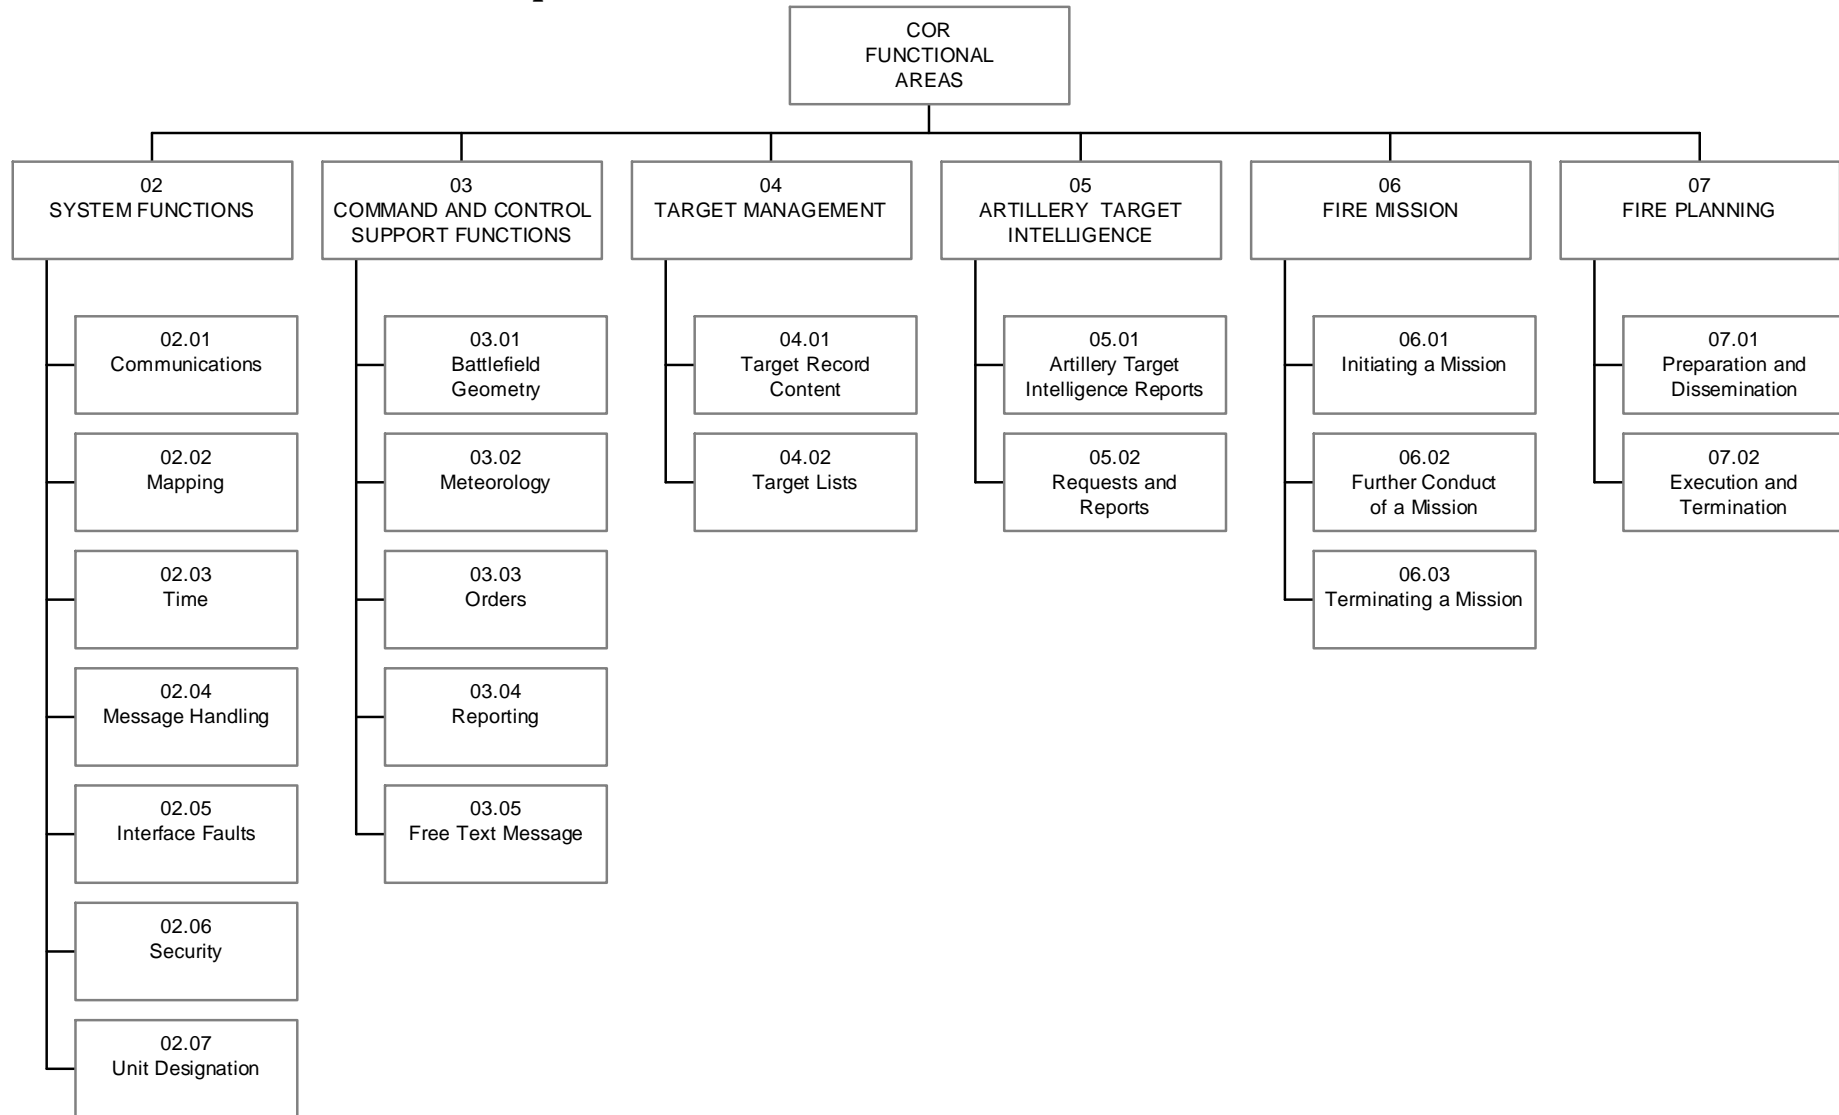 COR
FUNCTIONAL
AREAS
02
SYSTEM FUNCTIONS
03
COMMAND AND CONTROL
SUPPORT FUNCTIONS
04
TARGET MANAGEMENT
05
ARTILLERY TARGET
INTELLIGENCE
06
FIRE MISSION
07
FIRE PLANNING
02.01
Communications
02.02
Mapping
02.03
Time
02.04
Message Handling
02.05
Interface Faults
02.06
Security
02.07
Unit Designation
03.01
Battlefield
Geometry
03.02
Meteorology
03.03
Orders
03.04
Reporting
03.05
Free Text Message
04.01
Target Record
Content
04.02
Target Lists
05.01
Artillery Target
Intelligence Reports
05.02
Requests and
Reports
06.01
Initiating a Mission
06.02
Further Conduct
of a Mission
06.03
Terminating a Mission
07.01
Preparation and
Dissemination
07.02
Execution and
Termination